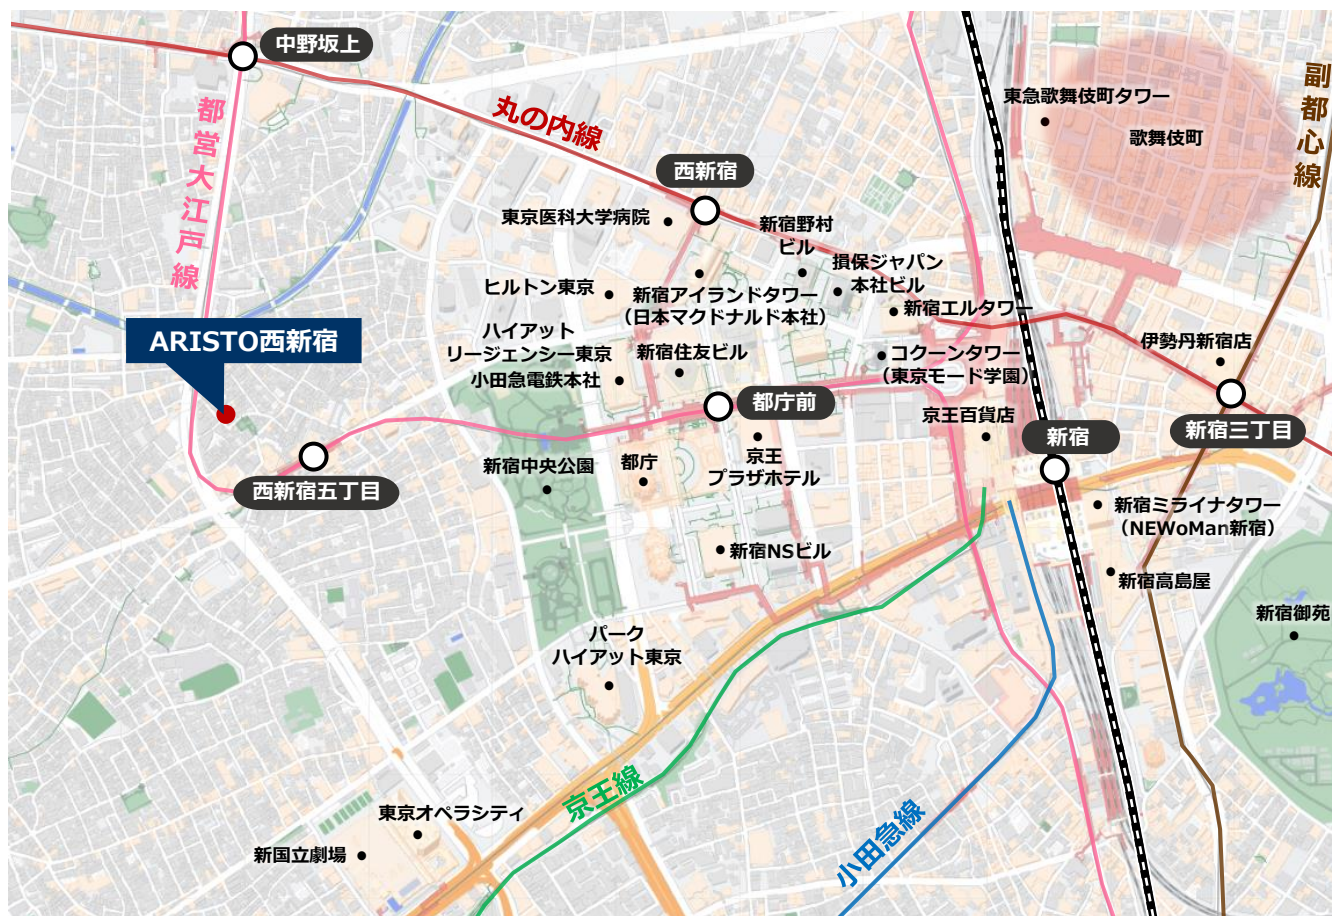 中野坂上
都営大江戸線
丸の内線
副都心線
東急歌舞伎町タワー
歌舞伎町
西新宿
東京医科大学病院
新宿野村
ビル
損保ジャパン
本社ビル
ヒルトン東京
新宿アイランドタワー
（日本マクドナルド本社）
新宿エルタワー
ARISTO西新宿
ハイアット
リージェンシー東京
小田急電鉄本社
新宿住友ビル
コクーンタワー
（東京モード学園）
伊勢丹新宿店
都庁前
京王百貨店
新宿
新宿三丁目
西新宿五丁目
新宿中央公園
都庁
京王
プラザホテル
新宿ミライナタワー
（NEWoMan新宿）
新宿NSビル
新宿高島屋
新宿御苑
パーク
ハイアット東京
京王線
小田急線
東京オペラシティ
新国立劇場